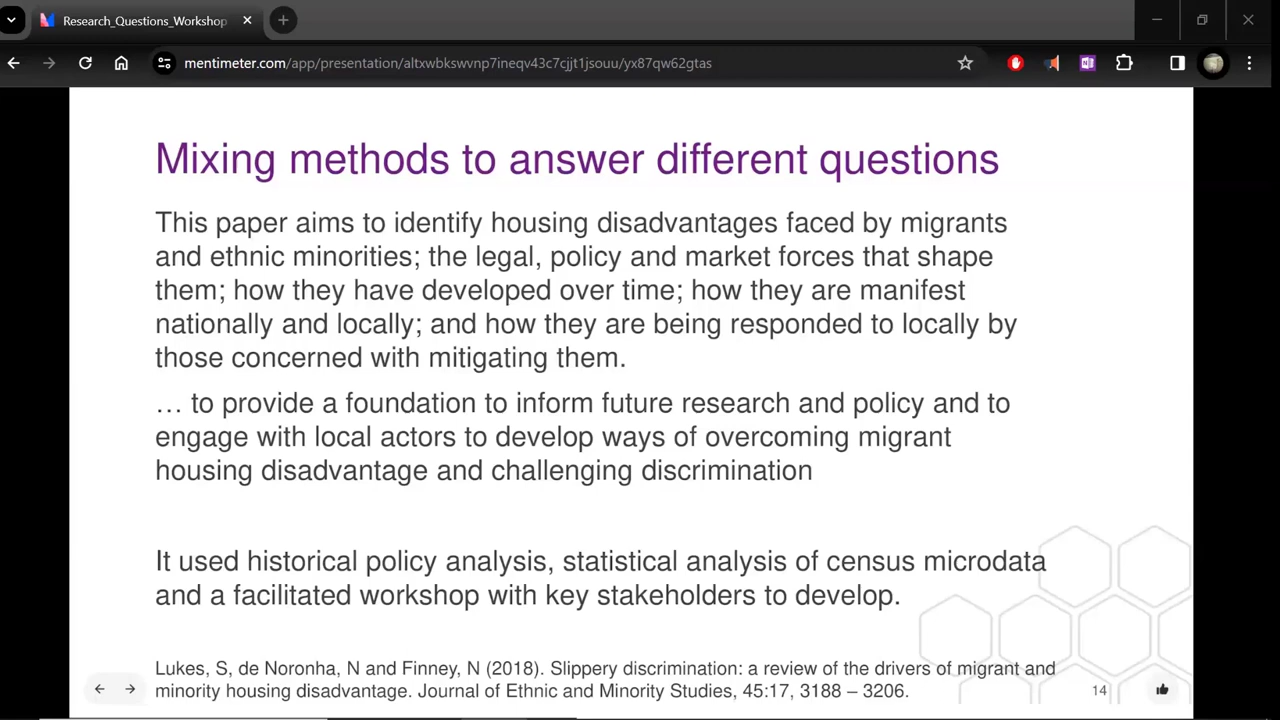 Research_Questions_Workshop
mentimeter.com/app/presentation/altxwbkswvnp7ineqv43c7cjjt1jsouu/yx87qw62gtas
Mixing methods to answer different questions
This paper aims to identify housing disadvantages faced by migrants
and ethnic minorities; the legal, policy and market forces that shape
them; how they have developed over time; how they are manifest
nationally and locally; and how they are being responded to locally by
those concerned with mitigating them.
… to provide a foundation to inform future research and policy and to
engage with local actors to develop ways of overcoming migrant
housing disadvantage and challenging discrimination
It used historical policy analysis, statistical analysis of census microdata
and a facilitated workshop with key stakeholders to develop.
Lukes, S, de Noronha, N and Finney, N (2018). Slippery discrimination: a review of the drivers of migrant and
minority housing disadvantage. Journal of Ethnic and Minority Studies, 45:17, 3188 – 3206.
14